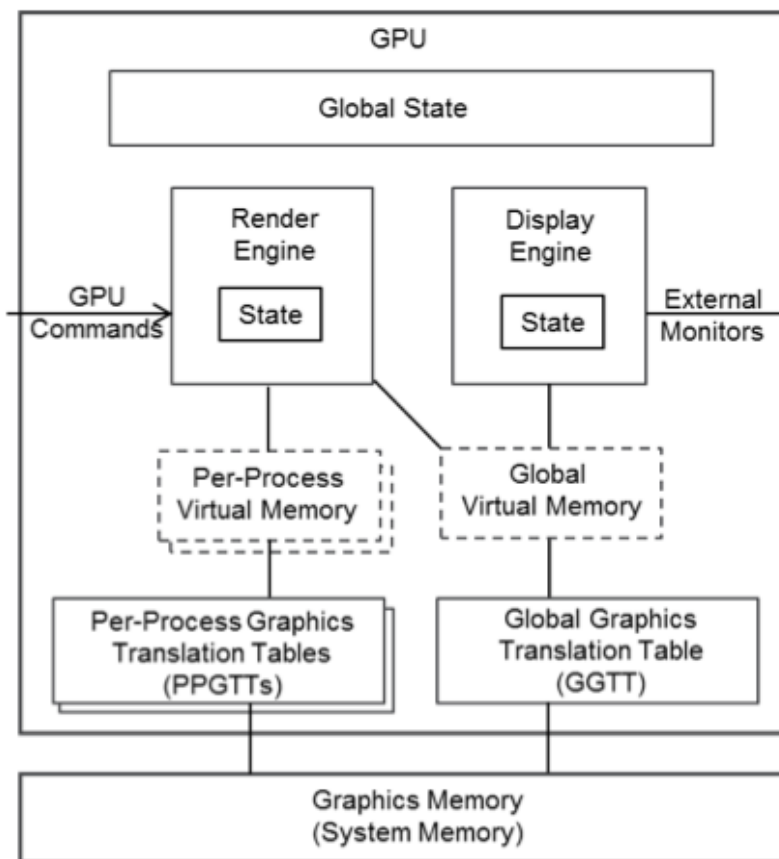 GPU
Global State
Render
Engine
State
Display
Engine
State
GPU
Commands
External
Monitors
Per-Process
Virtual Memory
Global
Virtual Memory
Per-Process Graphics
Translation Tables
(PPGTTs)
Global Graphics
Translation Table
(GGTT)
Graphics Memory
(System Memory)